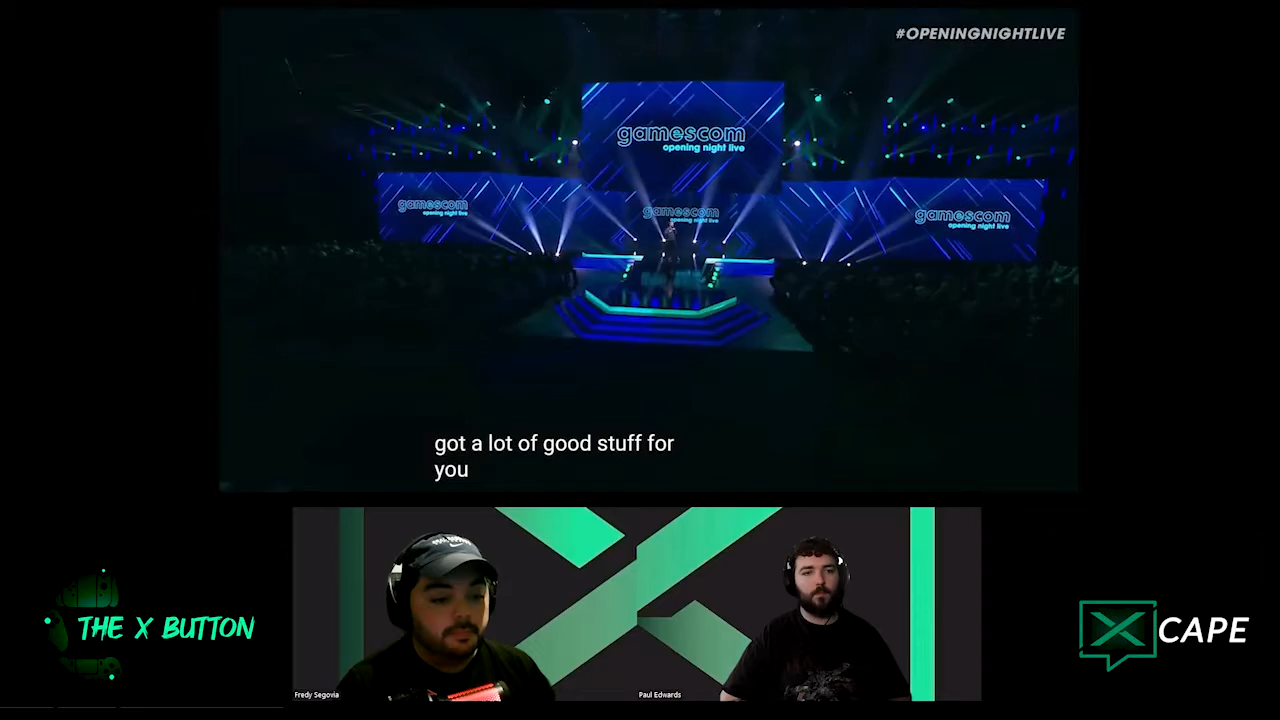 #OPENINGNIGHTLIVE
gamescom
opening night live
gamescom
opening night live
gamescom
opening night live
gamescom
opening night live
got a lot of good stuff for
you
THE X BUTTON
XCAPE
Fredy Segovia
Paul Edwards